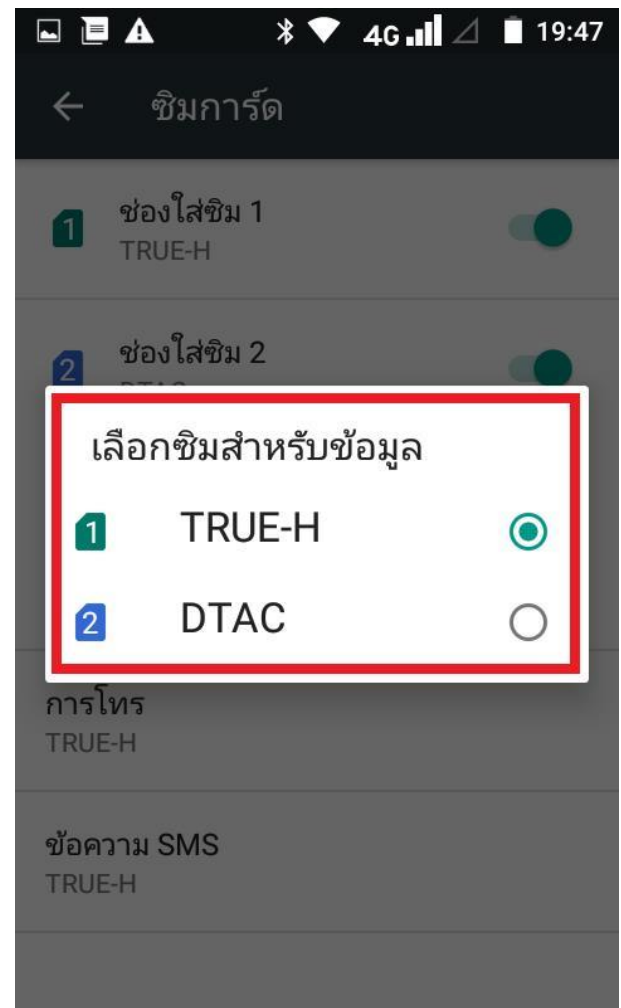 4G 19:47
ซิมการ์ด
1 ช่องใส่ซิม 1
TRUE-H
2 ช่องใส่ซิม 2
DTAC
เลือกซิมสำหรับข้อมูล
1 TRUE-H
2 DTAC
การโทร
TRUE-H
ข้อความ SMS
TRUE-H